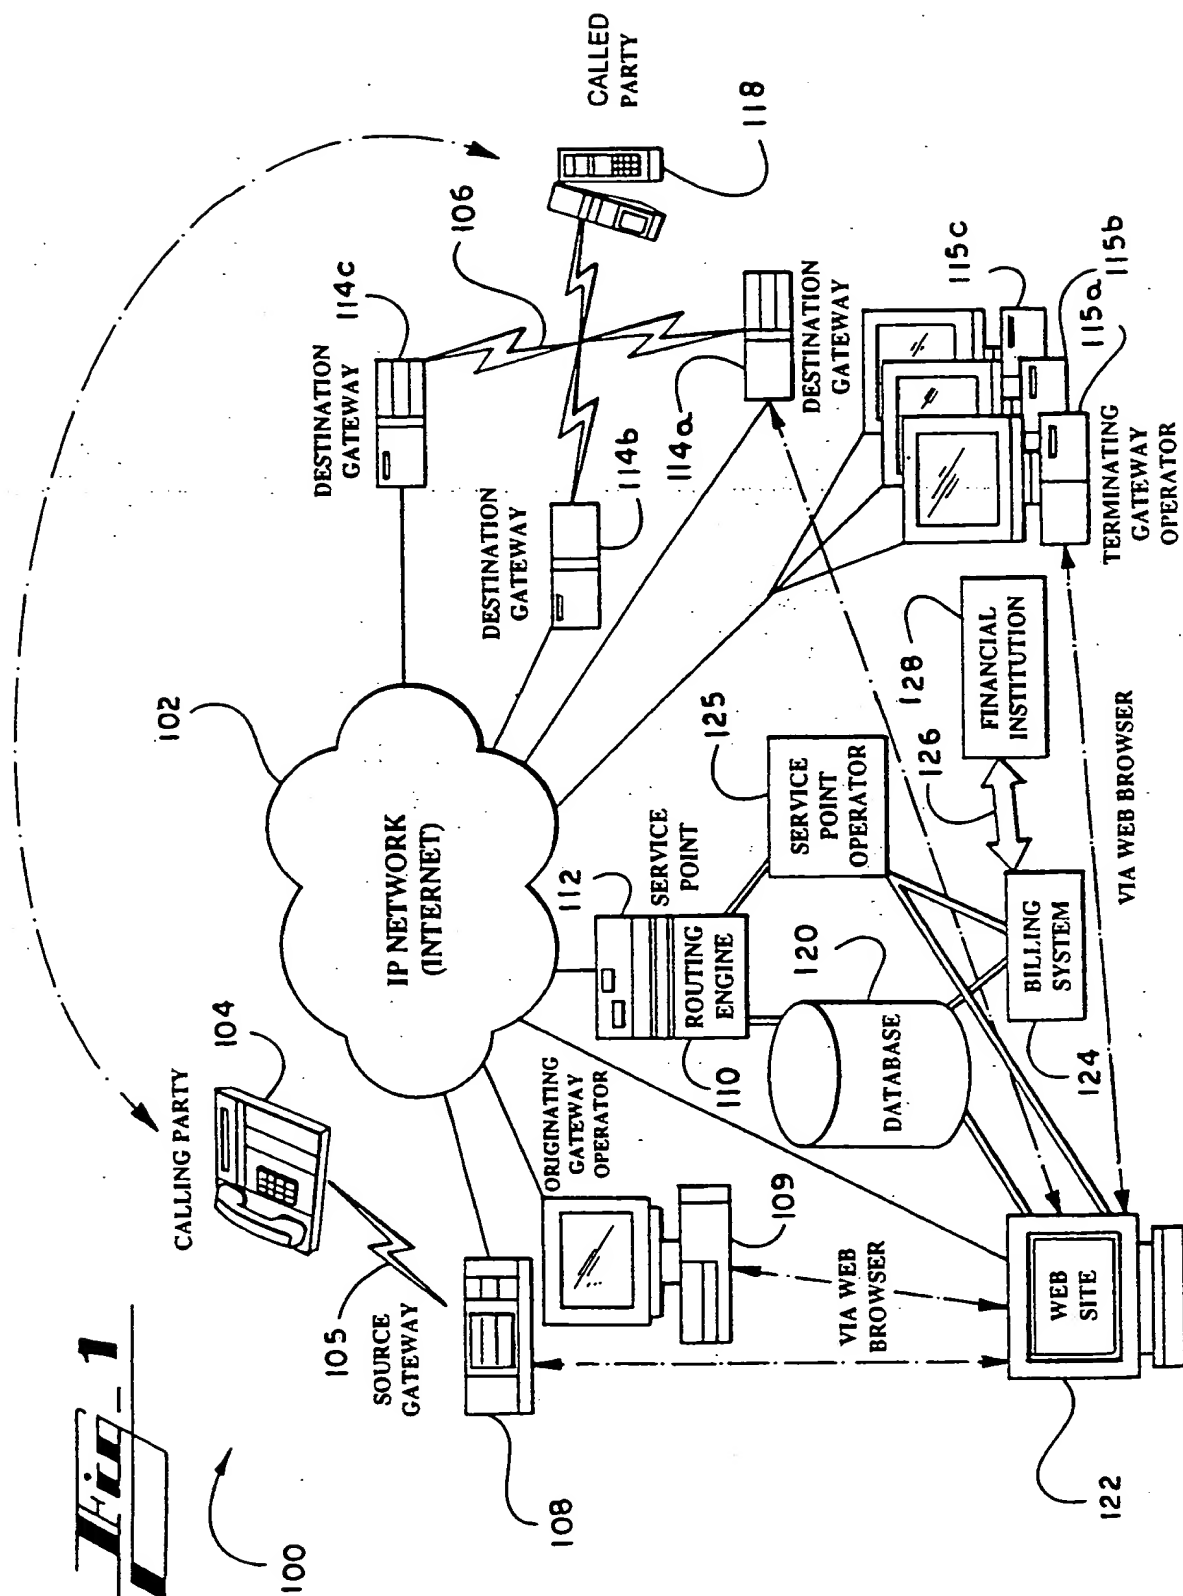 Fig_1
100
CALLING PARTY
104
105
SOURCE
GATEWAY
108
ORIGINATING
GATEWAY
OPERATOR
109
VIA WEB
BROWSER
WEB
SITE
122
102
IP NETWORK
(INTERNET)
112
SERVICE
POINT
ROUTING
ENGINE
110
120
DATABASE
125
SERVICE
POINT
OPERATOR
BILLING
SYSTEM
124
126
128
FINANCIAL
INSTITUTION
VIA WEB BROWSER
DESTINATION
GATEWAY
114c
DESTINATION
GATEWAY
114b
106
CALLED
PARTY
118
114a
DESTINATION
GATEWAY
115c
115b
115a
TERMINATING
GATEWAY
OPERATOR